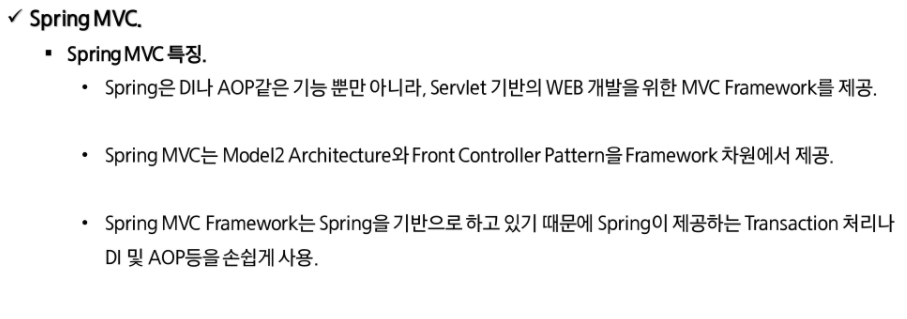 ✓ Spring MVC.
▪ Spring MVC 특징.
• Spring은 DI나 AOP같은 기능 뿐만 아니라, Servlet 기반의 WEB 개발을 위한 MVC Framework를 제공.
• Spring MVC는 Model2 Architecture와 Front Controller Pattern을 Framework 차원에서 제공.
• Spring MVC Framework는 Spring을 기반으로 하고 있기 때문에 Spring이 제공하는 Transaction 처리나
DI 및 AOP등을 손쉽게 사용.